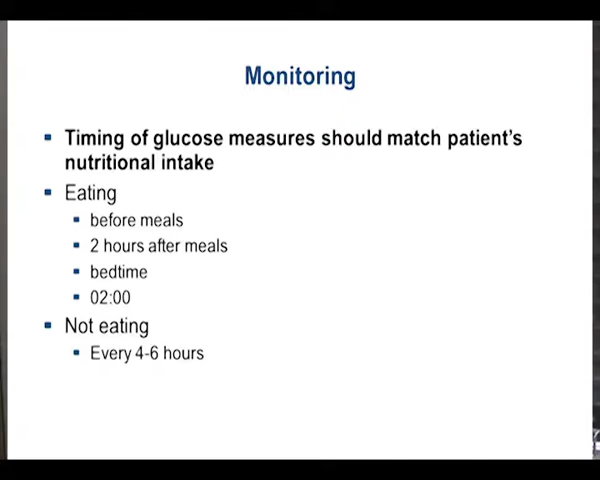 Monitoring
Timing of glucose measures should match patient's
nutritional intake
Eating
before meals
2 hours after meals
bedtime
02:00
Not eating
Every 4-6 hours